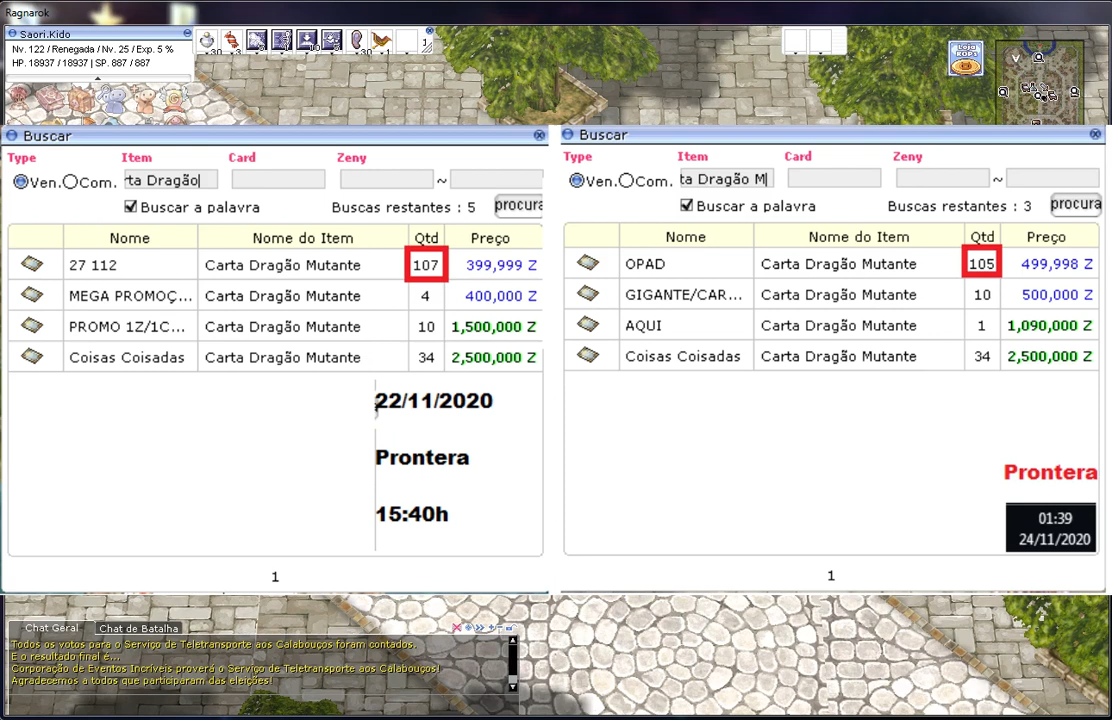 Ragnarok
Saori.Kido
Nv. 122 / Renegada / Nv. 25 / Exp. 5 %
HP. 18937 / 18937 | SP. 887 / 887
30
10
30
1
Loja
ROPs
Buscar
Type Item Card Zeny
Ven. Com. rta Dragão ~
Buscar a palavra Buscas restantes : 5 procura
Nome Nome do Item Qtd Preço
27 112 Carta Dragão Mutante 107 399,999 Z
MEGA PROMOÇ... Carta Dragão Mutante 4 400,000 Z
PROMO 1Z/1C... Carta Dragão Mutante 10 1,500,000 Z
Coisas Coisadas Carta Dragão Mutante 34 2,500,000 Z
22/11/2020
Prontera
15:40h
1
Buscar
Type Item Card Zeny
Ven. Com. ta Dragão M ~
Buscar a palavra Buscas restantes : 3 procura
Nome Nome do Item Qtd Preço
OPAD Carta Dragão Mutante 105 499,998 Z
GIGANTE/CAR... Carta Dragão Mutante 10 500,000 Z
AQUI Carta Dragão Mutante 1 1,090,000 Z
Coisas Coisadas Carta Dragão Mutante 34 2,500,000 Z
Prontera
01:39
24/11/2020
1
Chat Geral Chat de Batalha
Todos os votos para o Serviço de Teletransporte aos Calabouços foram contados.
E o resultado final é...
Corporação de Eventos Incríveis proverá o Serviço de Teletransporte aos Calabouços!
Agradecemos a todos que participaram das eleições!